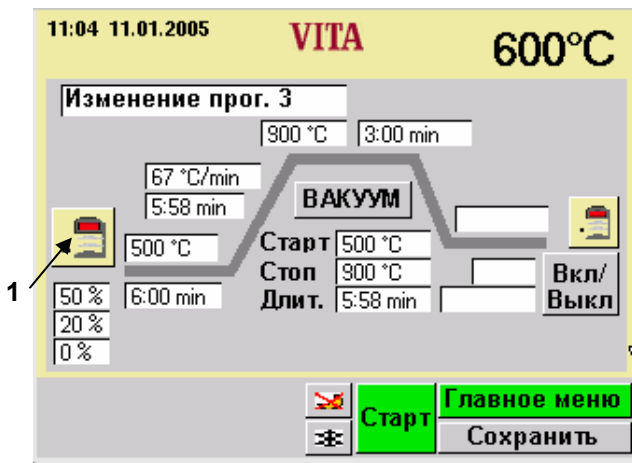 11:04 11.01.2005 VITA 600°C
Изменение прог. 3
900 °C 3:00 min
67 °C/min
5:58 min
ВАКУУМ
500 °C
Старт 500 °C
Стоп 900 °C
Вкл/
Выкл
1
50 % 6:00 min
Длит. 5:58 min
20 %
0 %
Старт
Главное меню
Сохранить